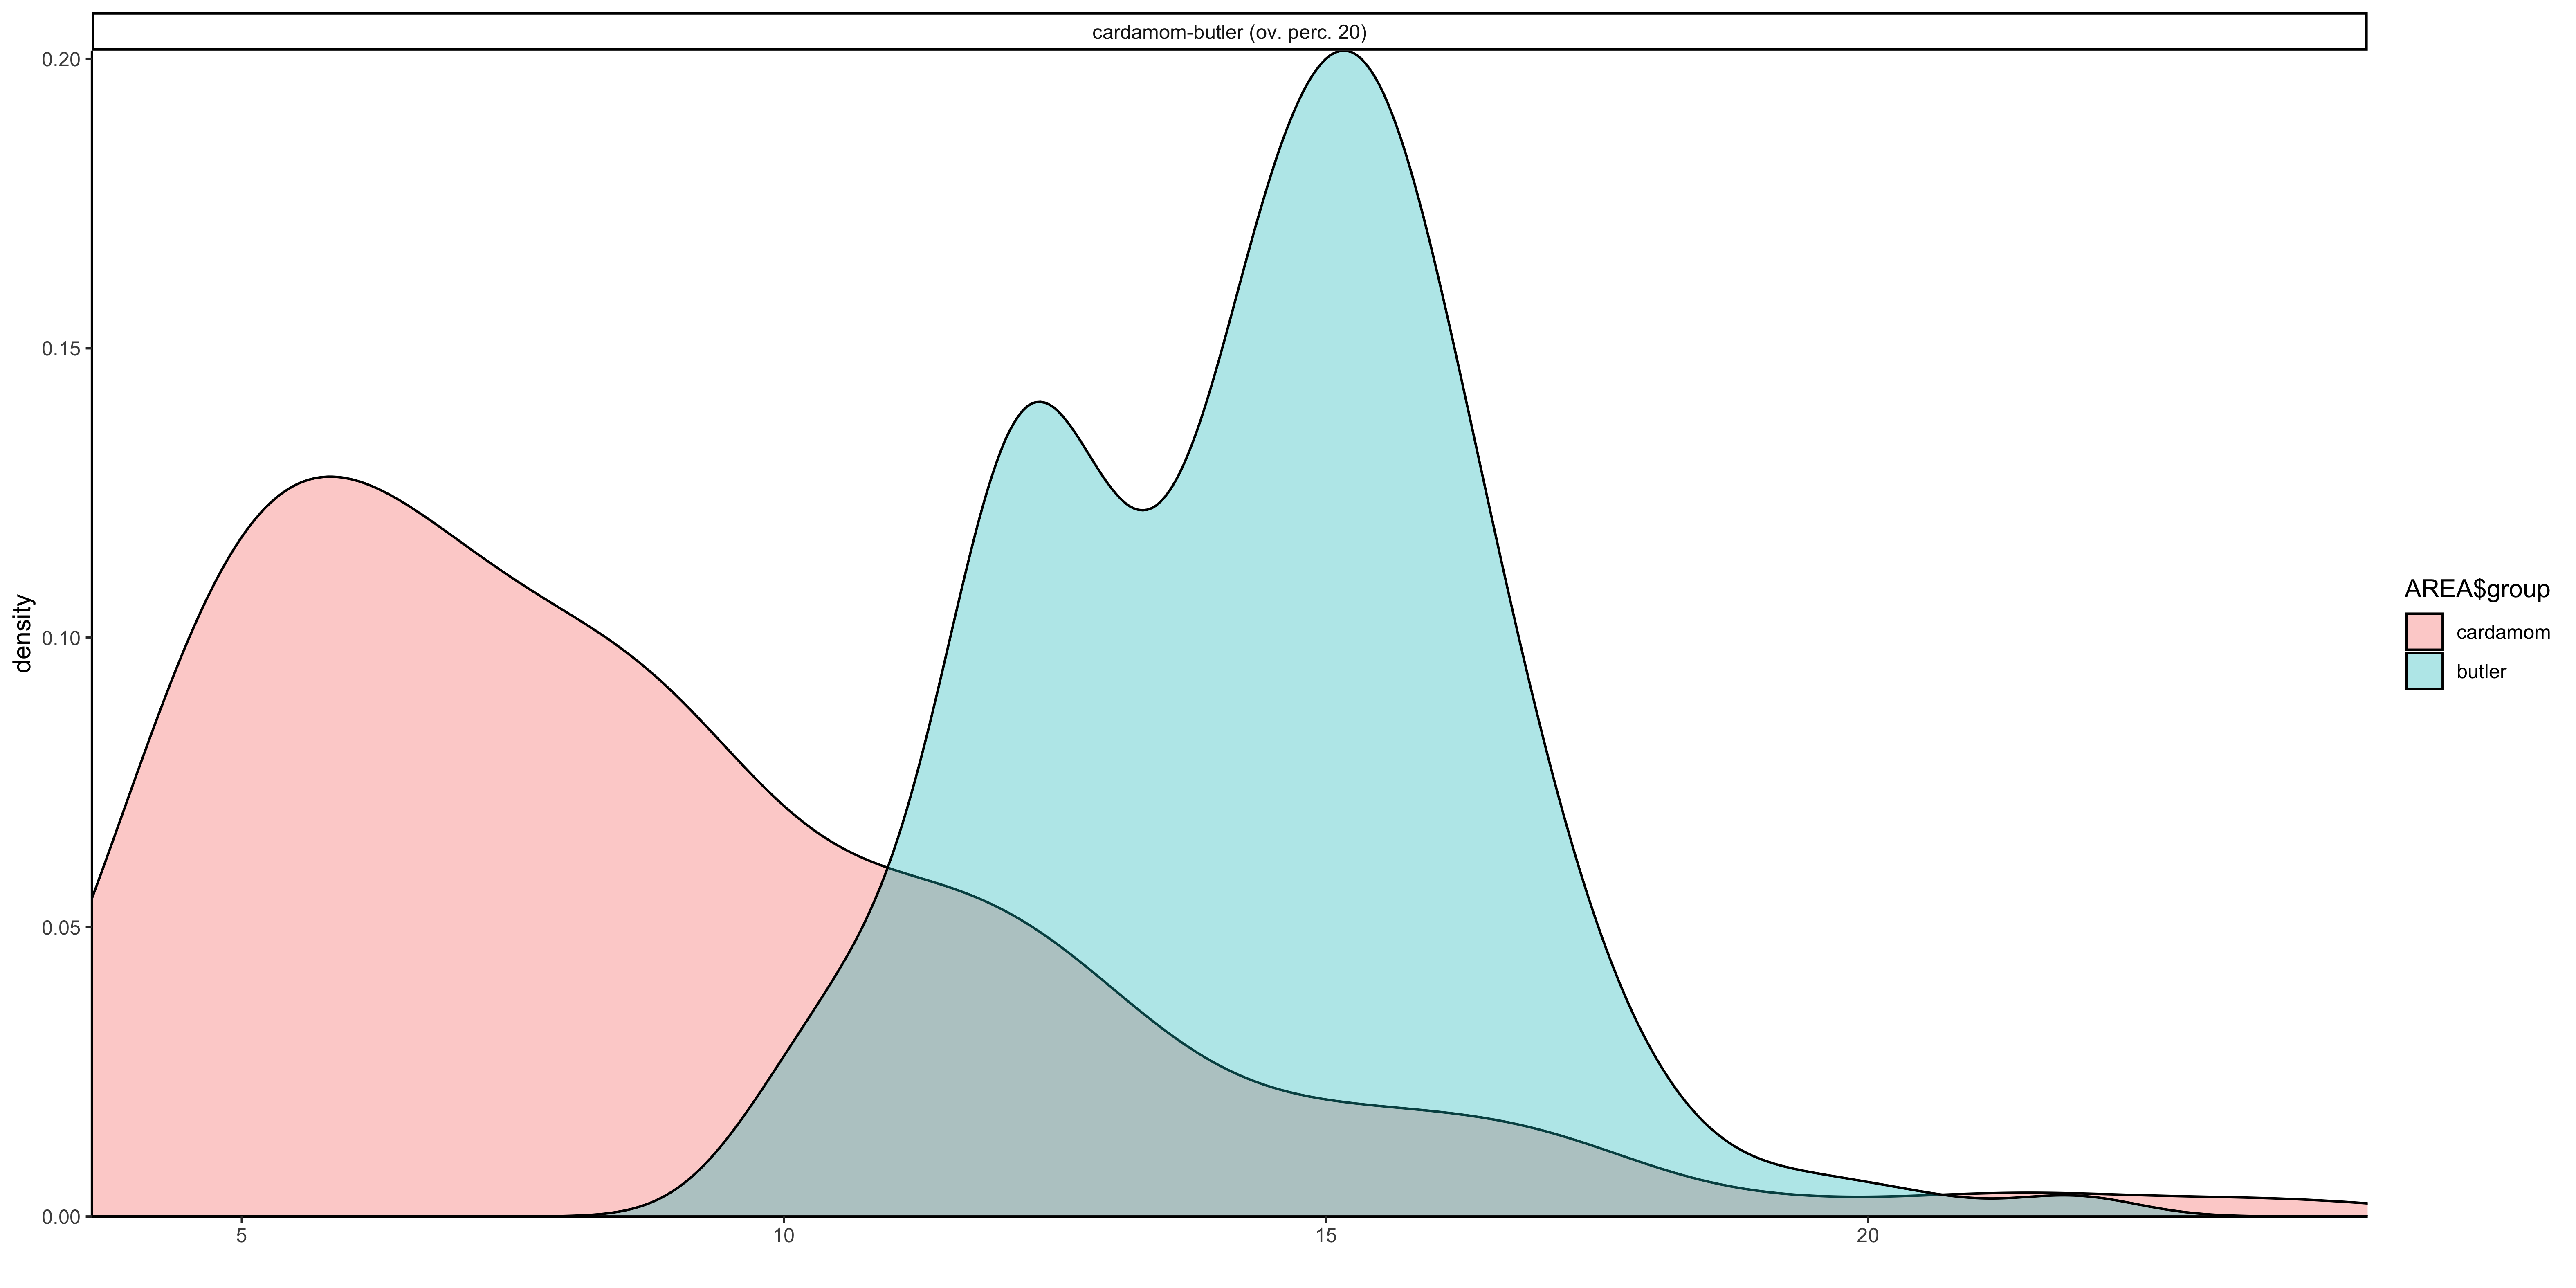 cardamom-butler (ov. perc. 20)
0.20
0.15
0.10
0.05
0.00
density
5
10
15
20
AREA$group
cardamom
butler